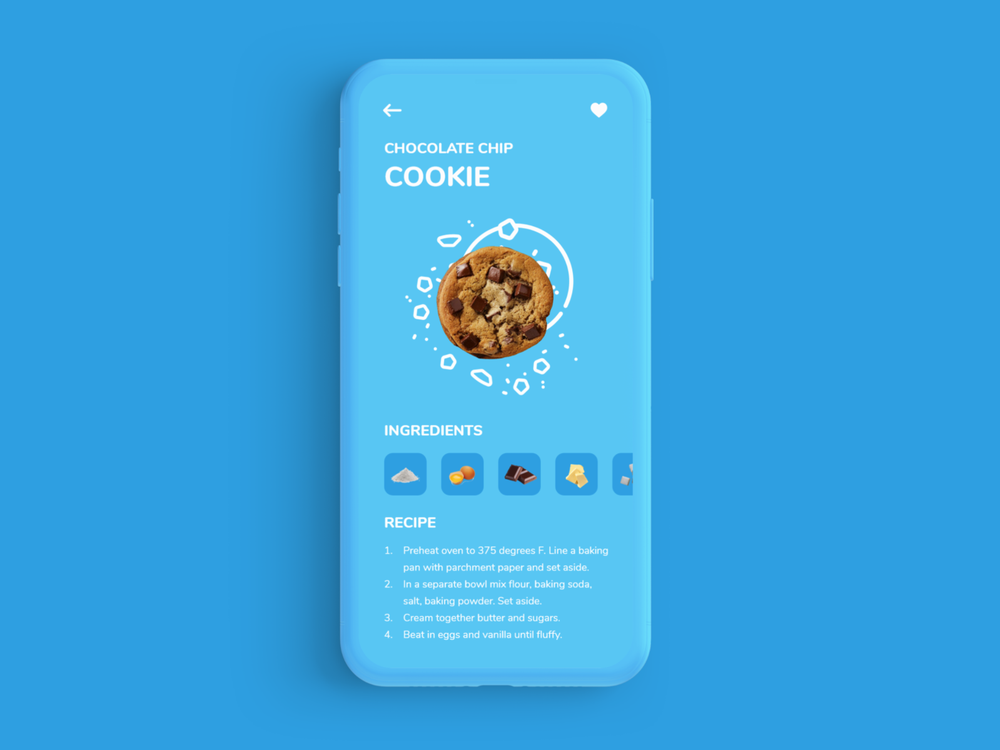 CHOCOLATE CHIP
COOKIE
INGREDIENTS
RECIPE
1. Preheat oven to 375 degrees F. Line a baking
pan with parchment paper and set aside.
2. In a separate bowl mix flour, baking soda,
salt, baking powder. Set aside.
3. Cream together butter and sugars.
4. Beat in eggs and vanilla until fluffy.